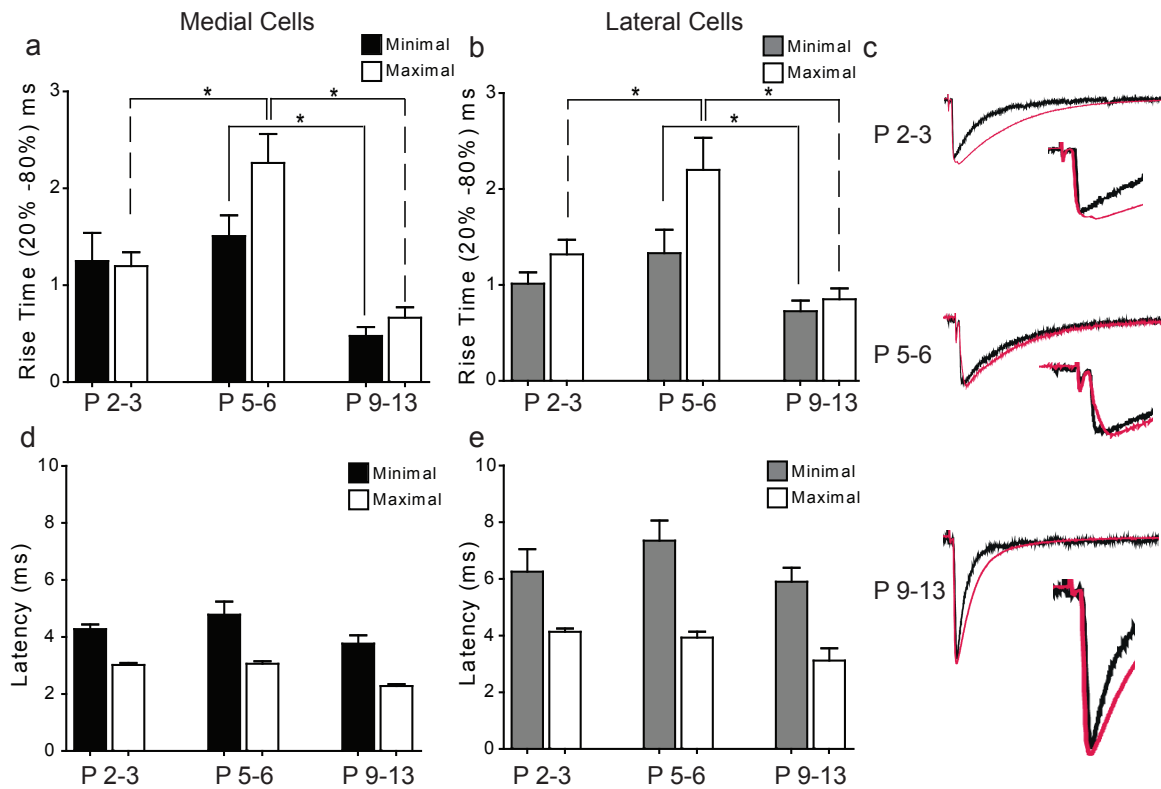 Medial Cells
Lateral Cells
a
Minimal
Maximal
b
Minimal
Maximal
c
Rise Time (20% -80%) ms
3
2
1
0
*
*
*
P 2-3
P 5-6
P 9-13
Rise Time (20% -80%) ms
3
2
1
0
*
*
*
P 2-3
P 5-6
P 9-13
P 2-3
P 5-6
P 9-13
d
Minimal
Maximal
Latency (ms)
10
8
6
4
2
0
P 2-3
P 5-6
P 9-13
e
Minimal
Maximal
Latency (ms)
10
8
6
4
2
0
P 2-3
P 5-6
P 9-13